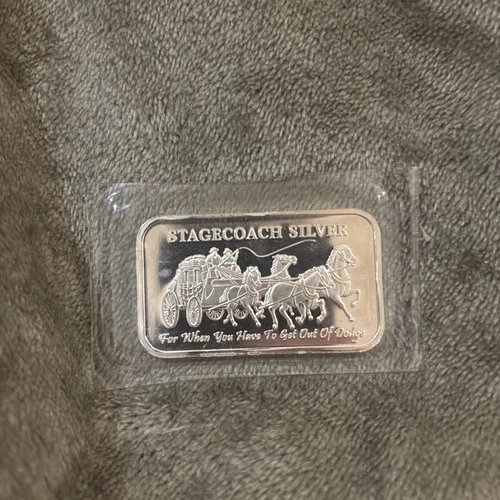 STAGECOACH SILVER
For When You Have To Get Out Of Dodge